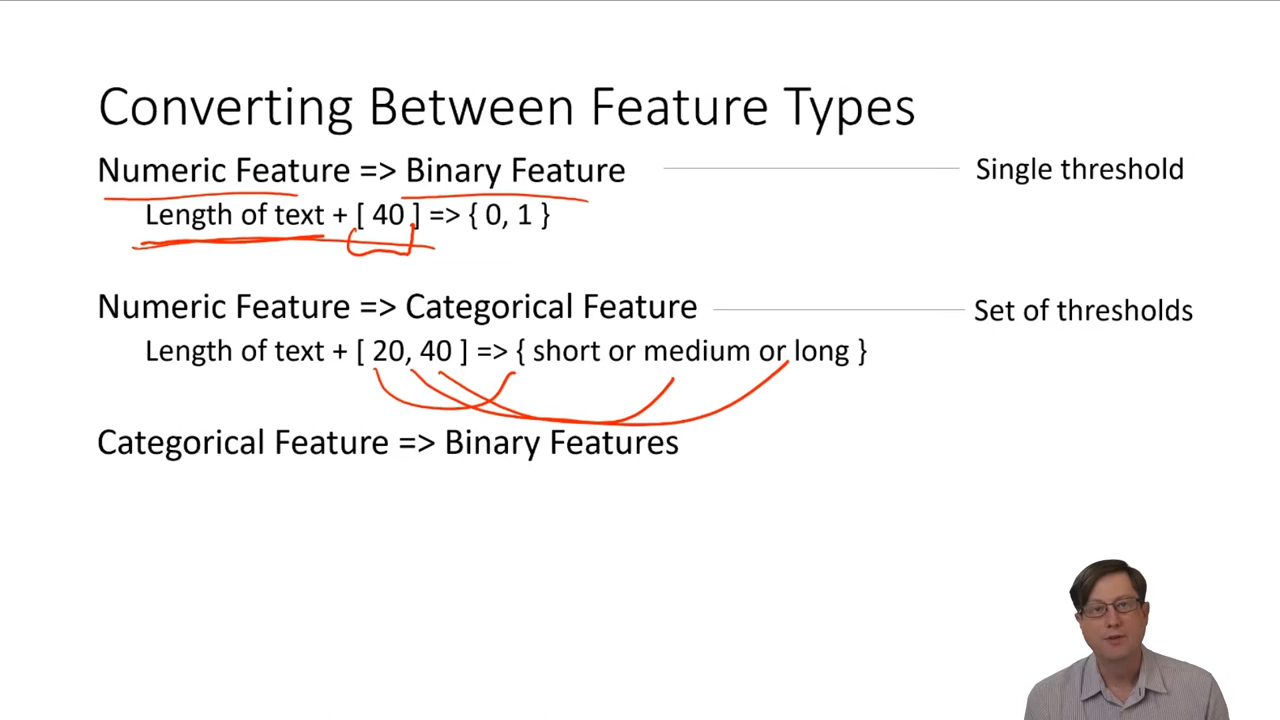 Converting Between Feature Types
Numeric Feature => Binary Feature
Single threshold
Length of text + [ 40 ] => { 0, 1 }
Numeric Feature => Categorical Feature
Set of thresholds
Length of text + [ 20, 40 ] => { short or medium or long }
Categorical Feature => Binary Features